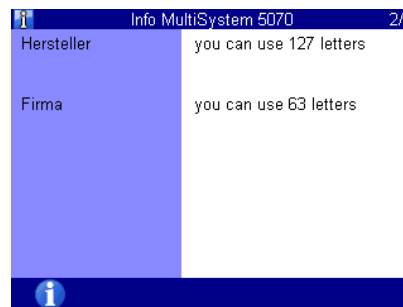 Info MultiSystem 5070 2/
Hersteller you can use 127 letters
Firma you can use 63 letters